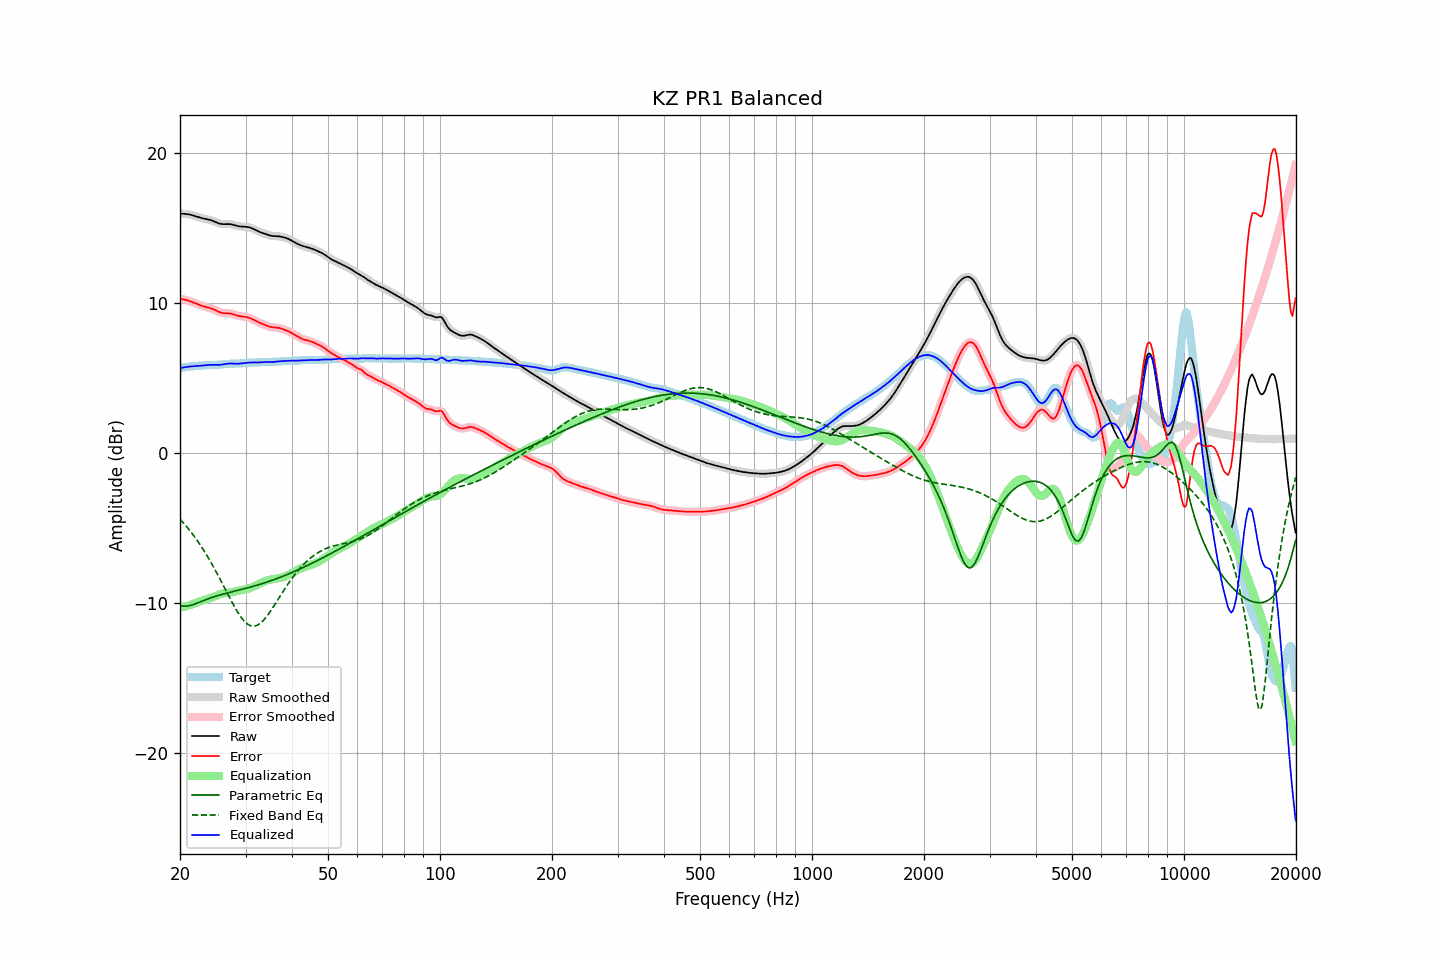 KZ PR1 Balanced
Amplitude (dBr)
20
10
0
−10
−20
Target
Raw Smoothed
Error Smoothed
Raw
Error
Equalization
Parametric Eq
Fixed Band Eq
Equalized
20 50 100 200 500 1000 2000 5000 10000 20000
Frequency (Hz)